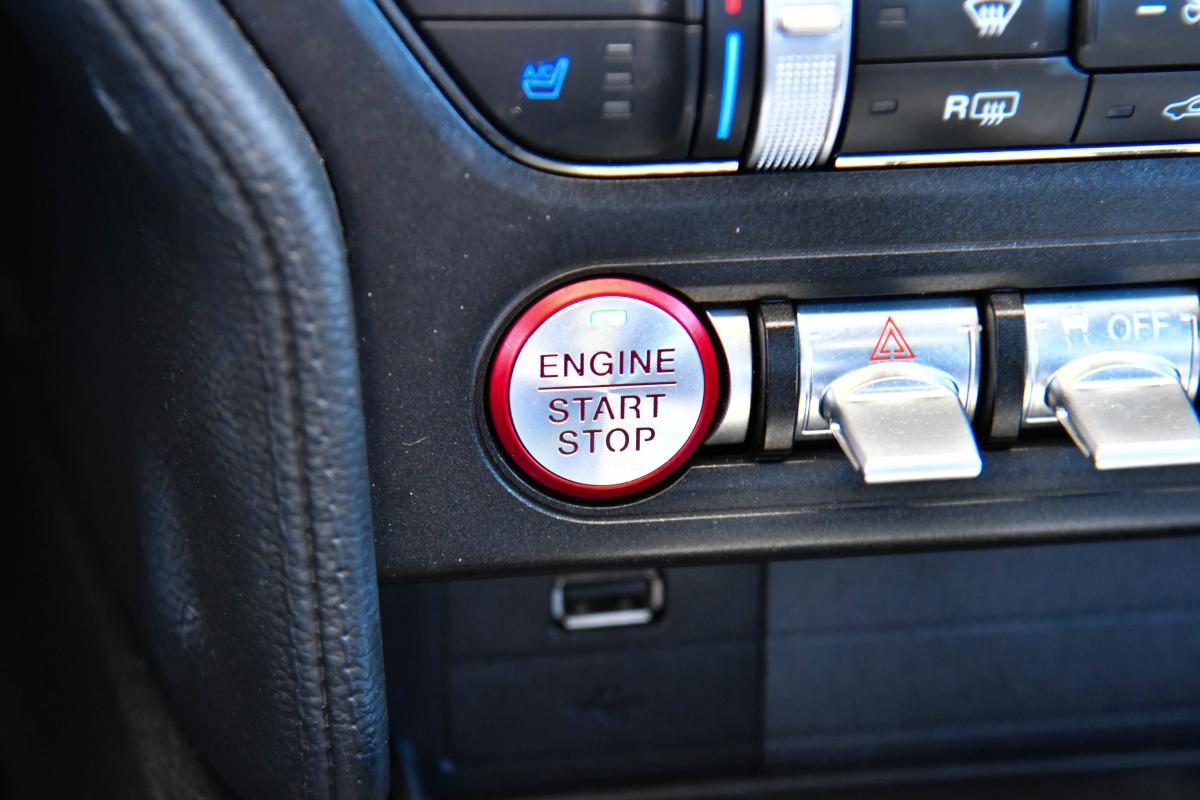 A/C
R
ENGINE
START
STOP
OFF